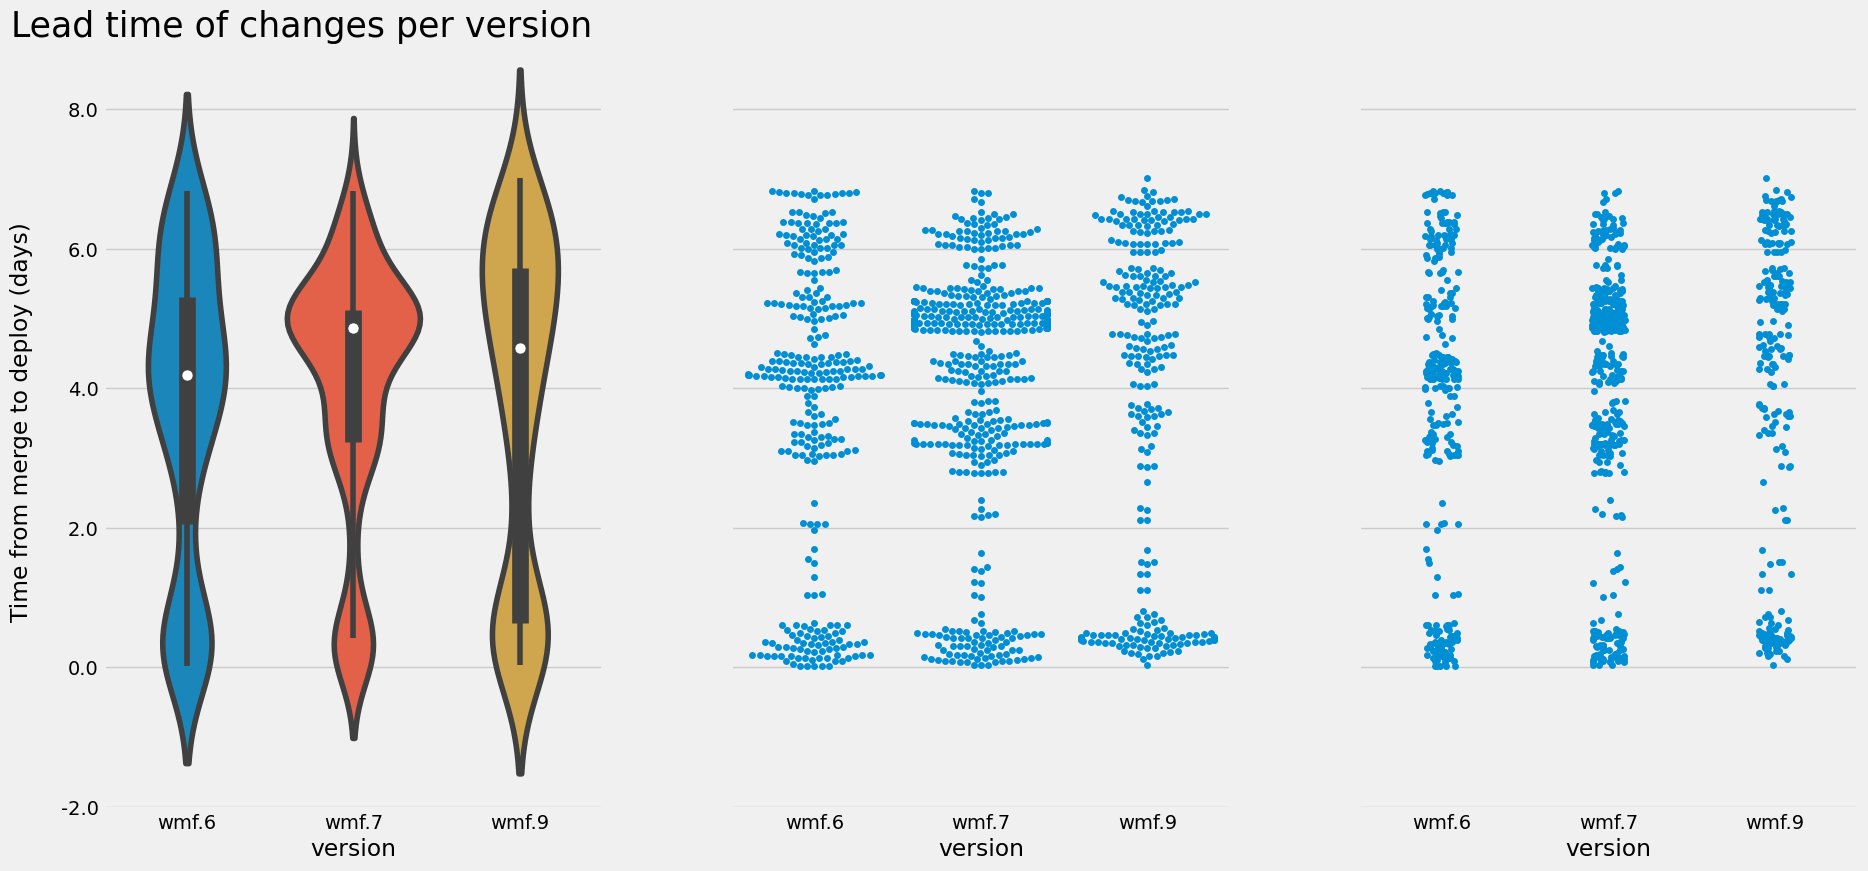 Lead time of changes per version
Time from merge to deploy (days)
8.0
6.0
4.0
2.0
0.0
-2.0
wmf.6 wmf.7 wmf.9
version
wmf.6 wmf.7 wmf.9
version
wmf.6 wmf.7 wmf.9
version